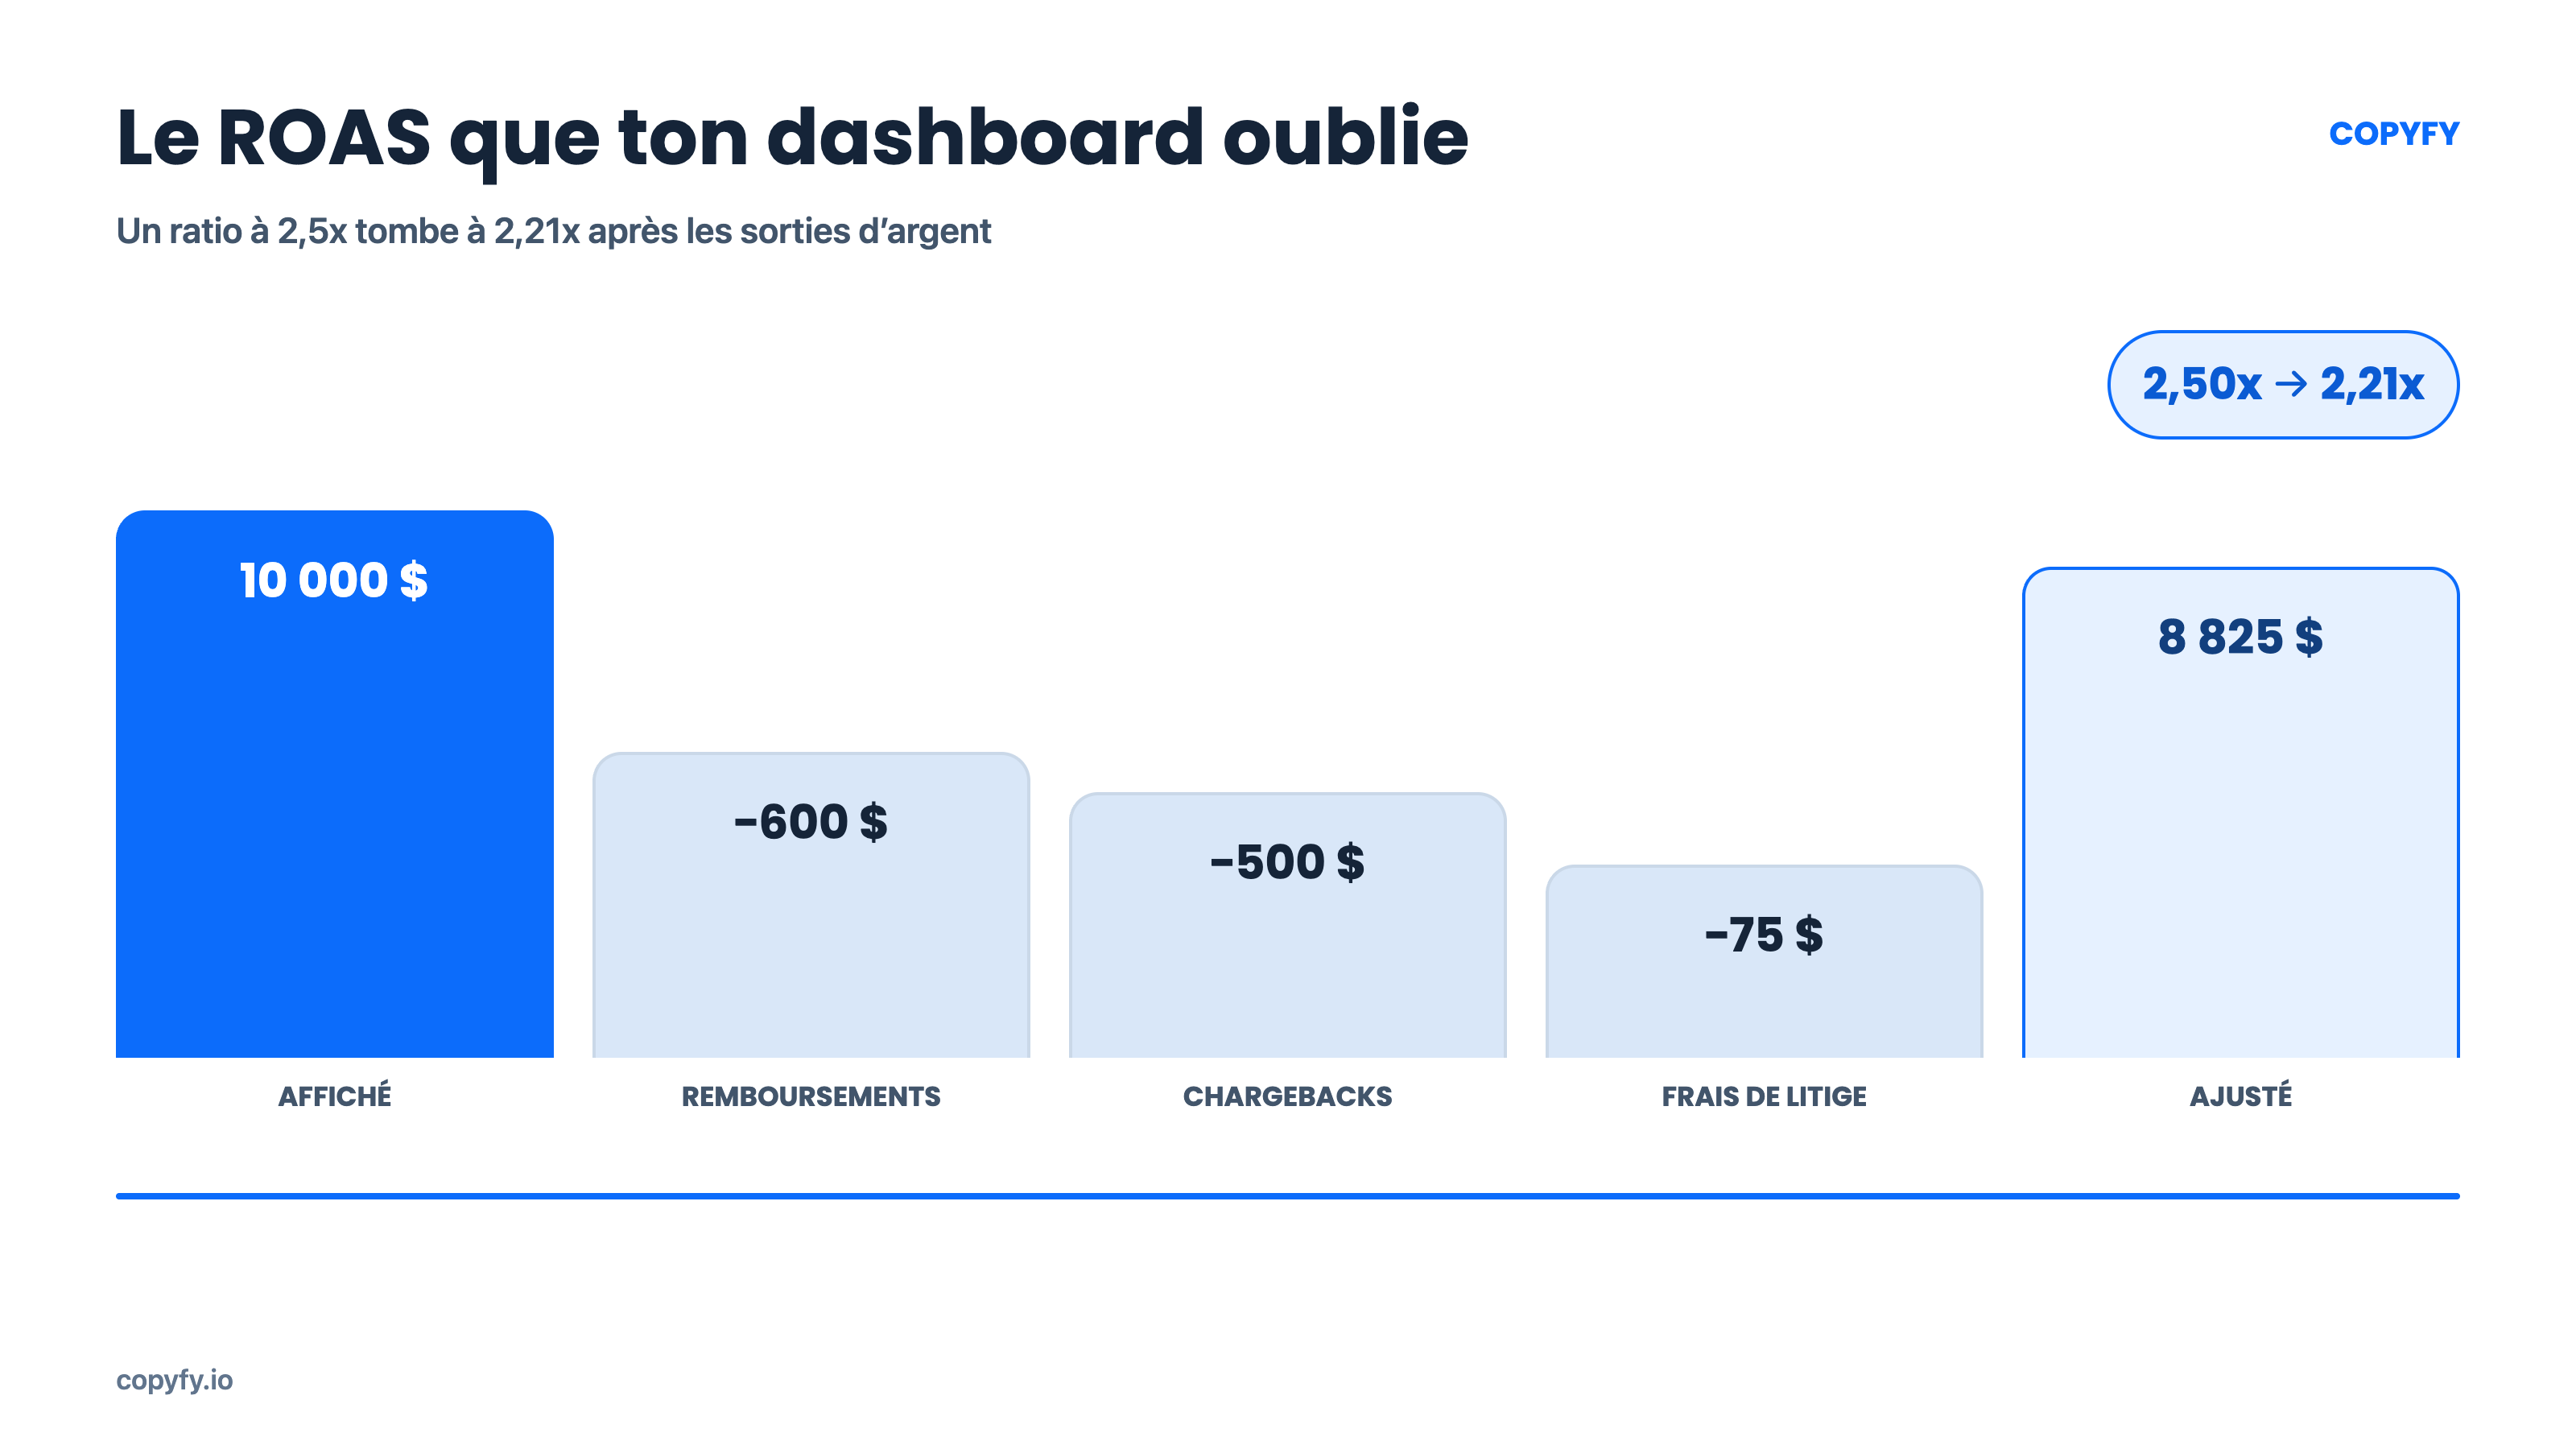 Le ROAS que ton dashboard oublie
COPYFY
Un ratio à 2,5x tombe à 2,21x après les sorties d’argent
2,50x → 2,21x
10 000 $
8 825 $
-600 $
-500 $
-75 $
AFFICHÉ
REMBOURSEMENTS
CHARGEBACKS
FRAIS DE LITIGE
AJUSTÉ
copyfy.io